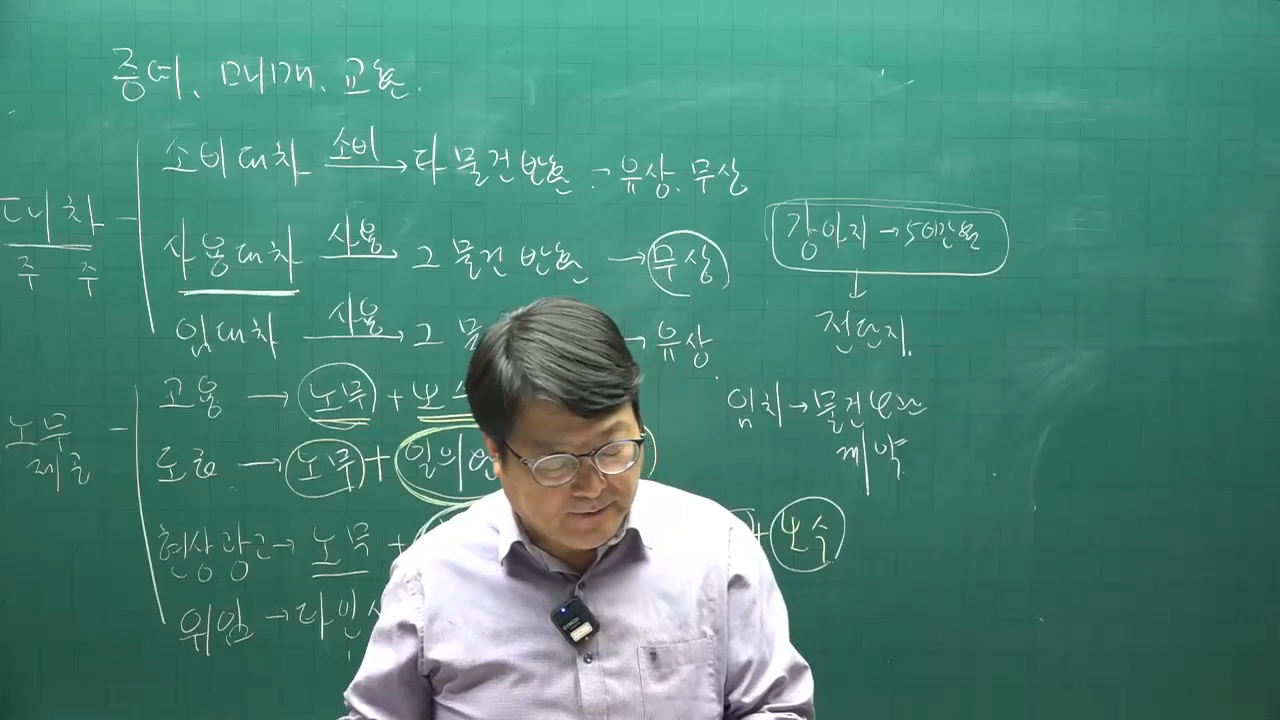 증여, 매매, 교환.
소비대차 소비→ 다 물건 반환 → 유상, 무상
대차
주 주
사용대차 사용→ 그 물건 반환 → 무상
임대차 사용→ 그 물 → 유상.
고용 → 노무 + 보수
노무
제공
도급 → 노무 + 일의 완
현상광고 → 노무 + + 보수
위임 → 타인 사
강아지 → 50만원
↓
전단지.
임치 → 물건보관
계약